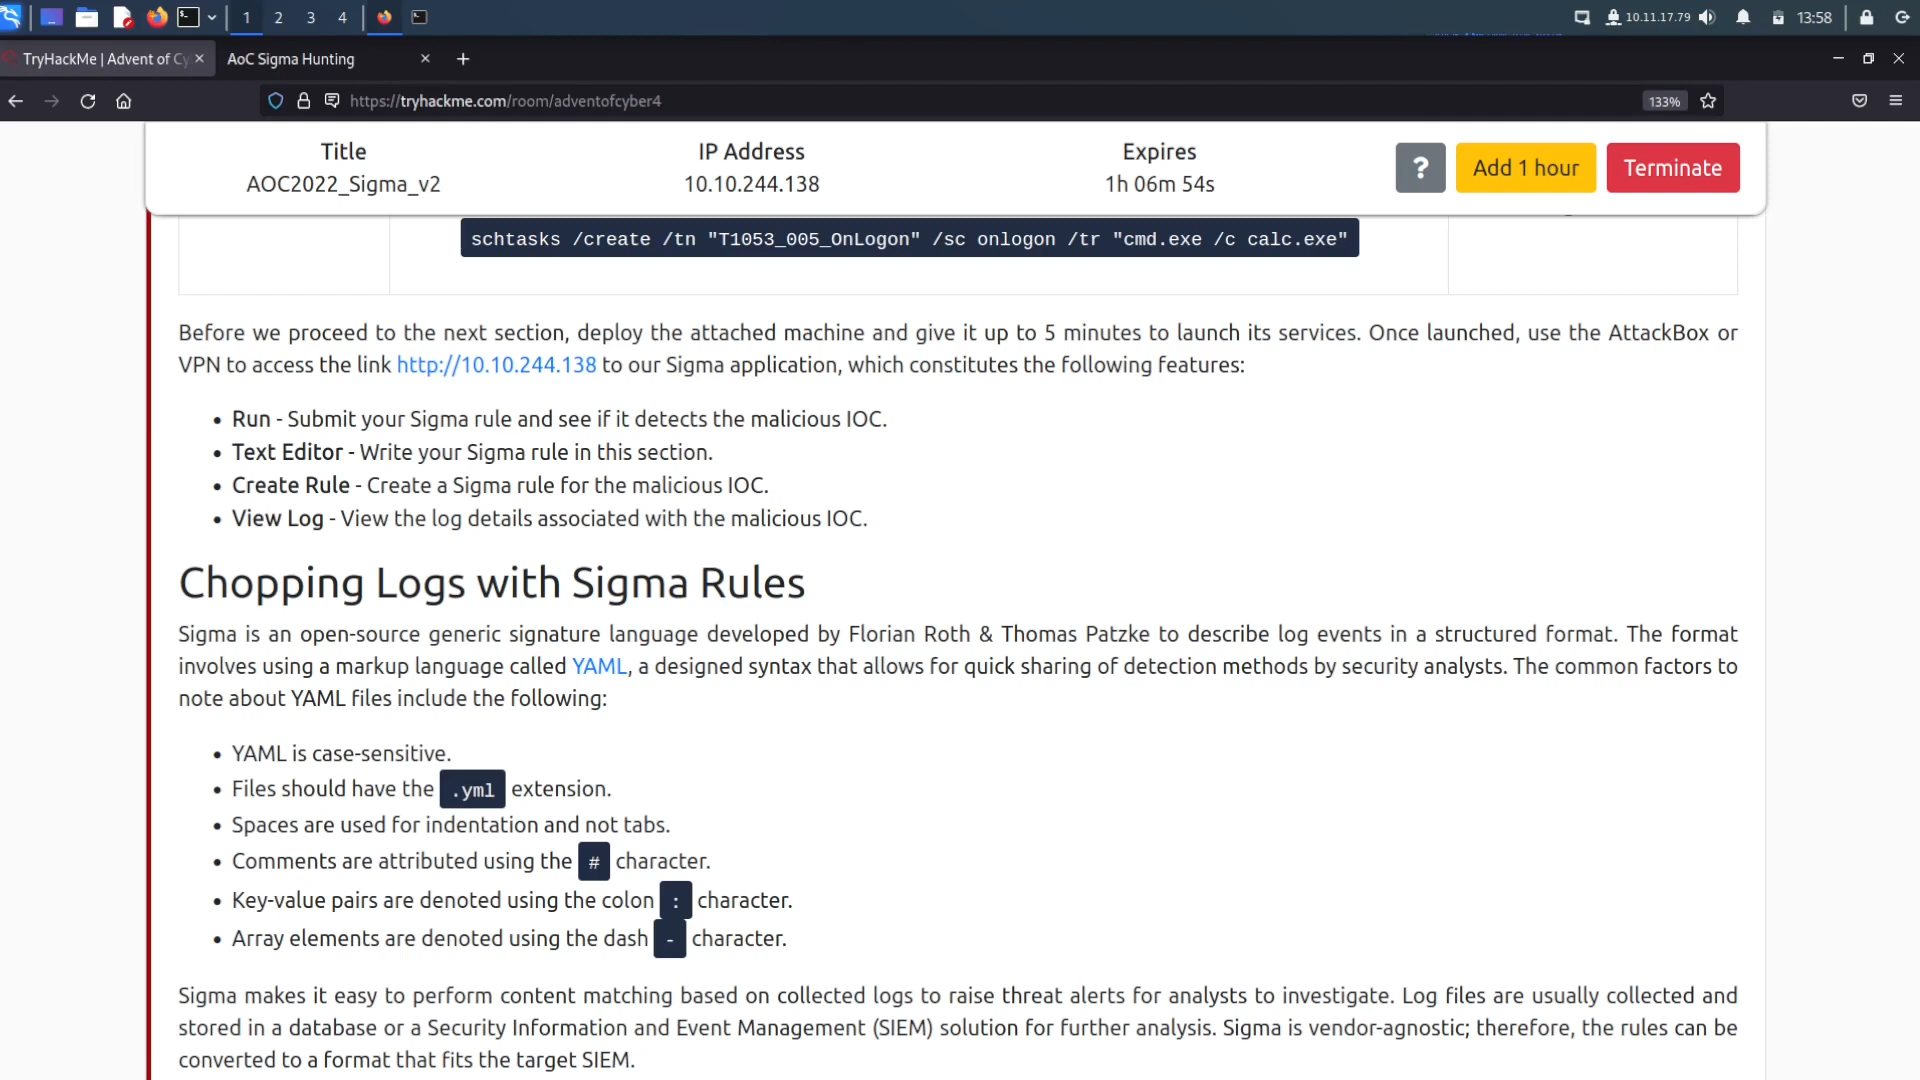 1 2 3 4 10.11.17.79 13:58
TryHackMe | Advent of Cy AoC Sigma Hunting
https://tryhackme.com/room/adventofcyber4 133%
Title IP Address Expires
AOC2022_Sigma_v2 10.10.244.138 1h 06m 54s ? Add 1 hour Terminate
schtasks /create /tn "T1053_005_OnLogon" /sc onlogon /tr "cmd.exe /c calc.exe"
Before we proceed to the next section, deploy the attached machine and give it up to 5 minutes to launch its services. Once launched, use the AttackBox or
VPN to access the link http://10.10.244.138 to our Sigma application, which constitutes the following features:
• Run - Submit your Sigma rule and see if it detects the malicious IOC.
• Text Editor - Write your Sigma rule in this section.
• Create Rule - Create a Sigma rule for the malicious IOC.
• View Log - View the log details associated with the malicious IOC.
Chopping Logs with Sigma Rules
Sigma is an open-source generic signature language developed by Florian Roth & Thomas Patzke to describe log events in a structured format. The format
involves using a markup language called YAML, a designed syntax that allows for quick sharing of detection methods by security analysts. The common factors to
note about YAML files include the following:
• YAML is case-sensitive.
• Files should have the .yml extension.
• Spaces are used for indentation and not tabs.
• Comments are attributed using the # character.
• Key-value pairs are denoted using the colon : character.
• Array elements are denoted using the dash - character.
Sigma makes it easy to perform content matching based on collected logs to raise threat alerts for analysts to investigate. Log files are usually collected and
stored in a database or a Security Information and Event Management (SIEM) solution for further analysis. Sigma is vendor-agnostic; therefore, the rules can be
converted to a format that fits the target SIEM.